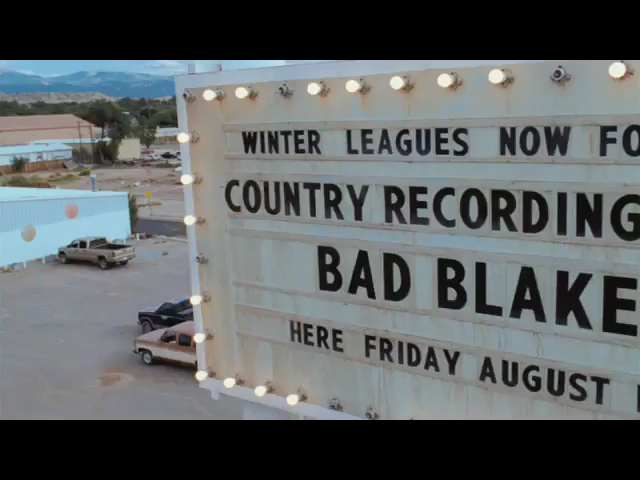 WINTER LEAGUES NOW FO
COUNTRY RECORDING
BAD BLAKE
HERE FRIDAY AUGUST